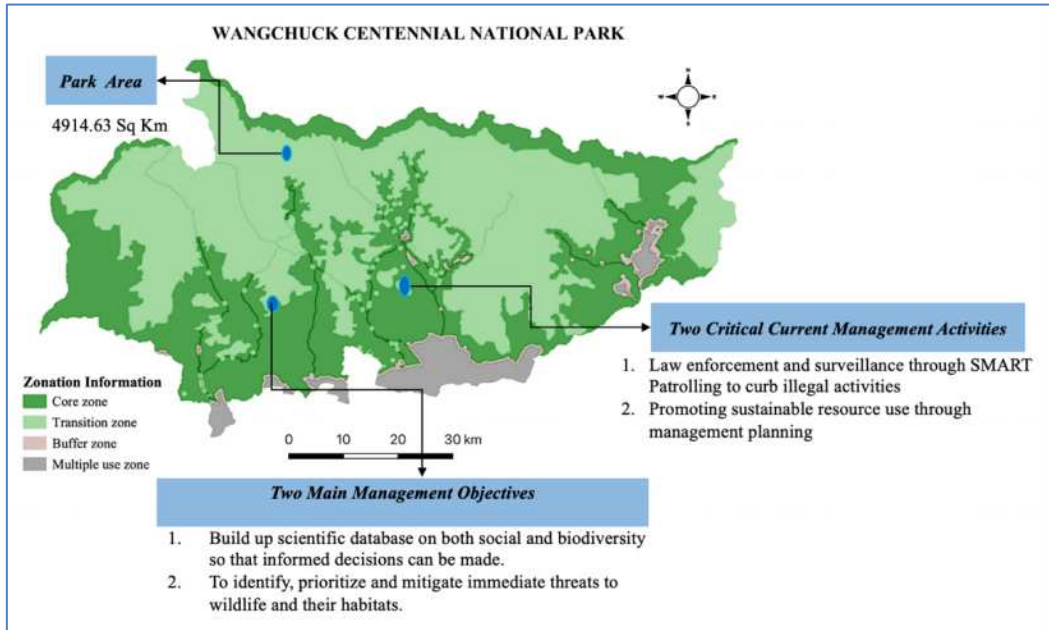 WANGCHUCK CENTENNIAL NATIONAL PARK
Park Area
4914.63 Sq Km
N
W
E
S
Two Critical Current Management Activities
1. Law enforcement and surveillance through SMART
Patrolling to curb illegal activities
2. Promoting sustainable resource use through
management planning
Zonation Information
Core zone
Transition zone
Buffer zone
Multiple use zone
0 10 20 30 km
Two Main Management Objectives
1. Build up scientific database on both social and biodiversity
so that informed decisions can be made.
2. To identify, prioritize and mitigate immediate threats to
wildlife and their habitats.